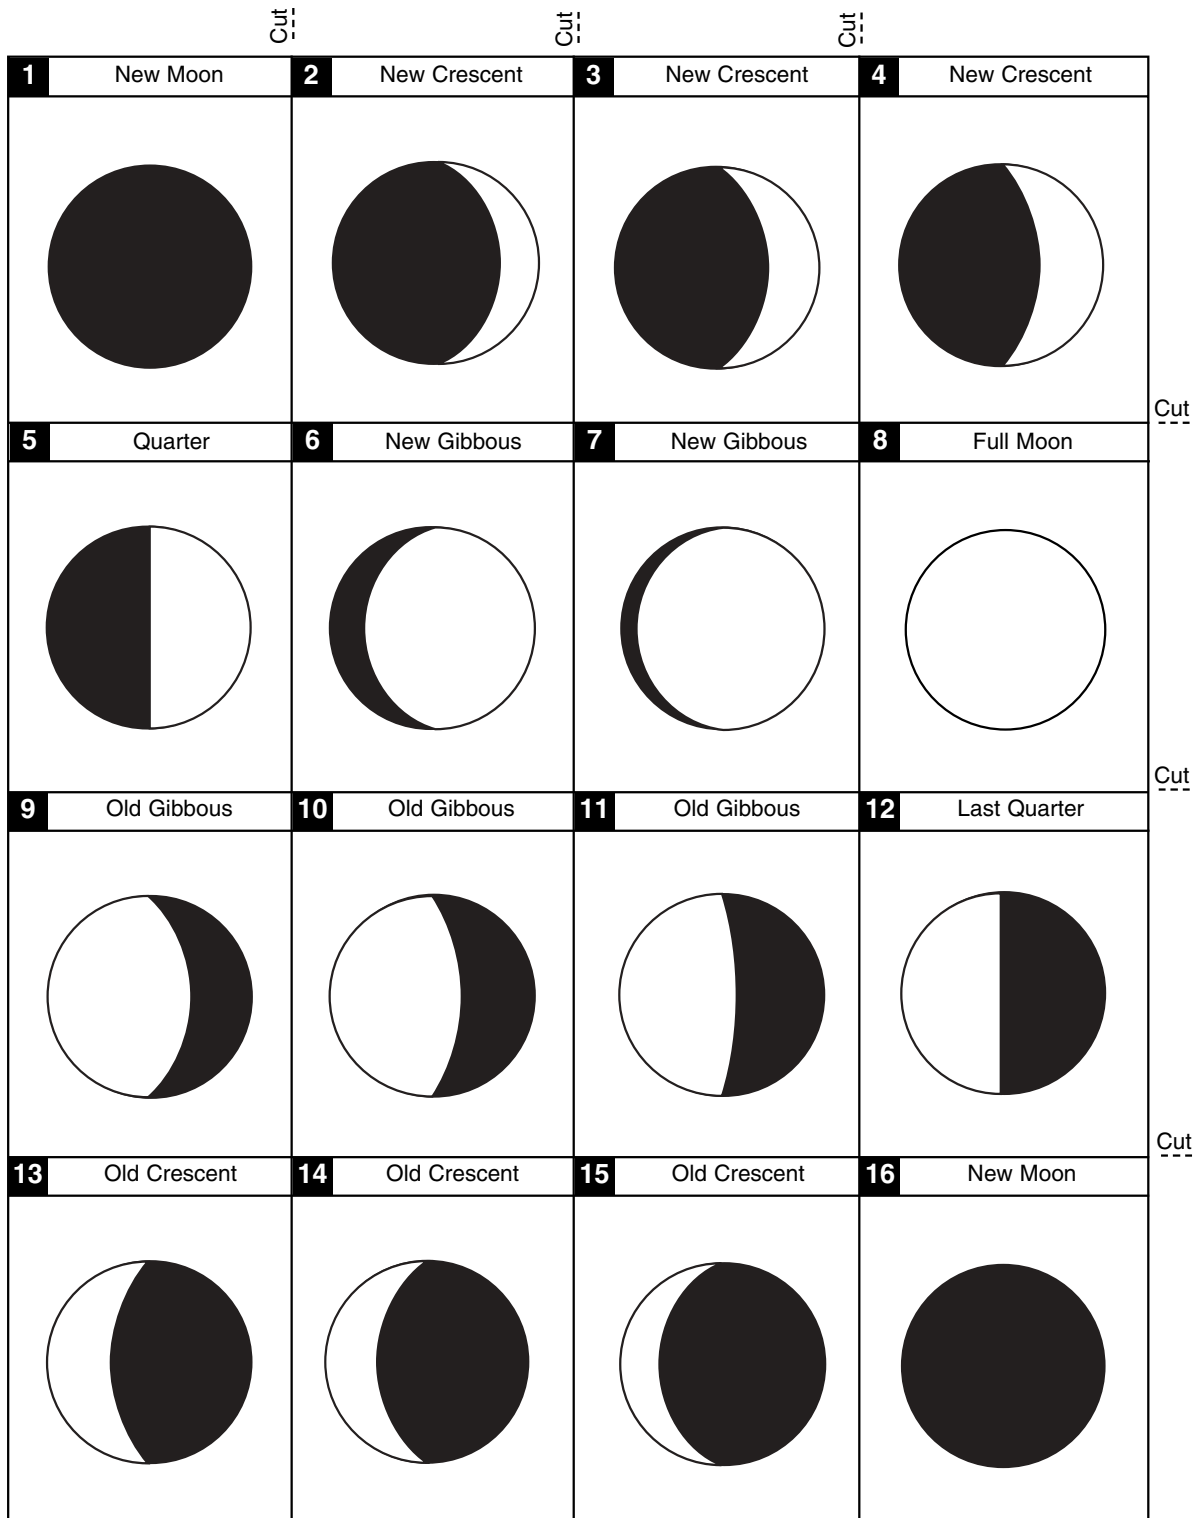 Cut Cut Cut
1 New Moon 2 New Crescent 3 New Crescent 4 New Crescent
Cut
5 Quarter 6 New Gibbous 7 New Gibbous 8 Full Moon
Cut
9 Old Gibbous 10 Old Gibbous 11 Old Gibbous 12 Last Quarter
Cut
13 Old Crescent 14 Old Crescent 15 Old Crescent 16 New Moon